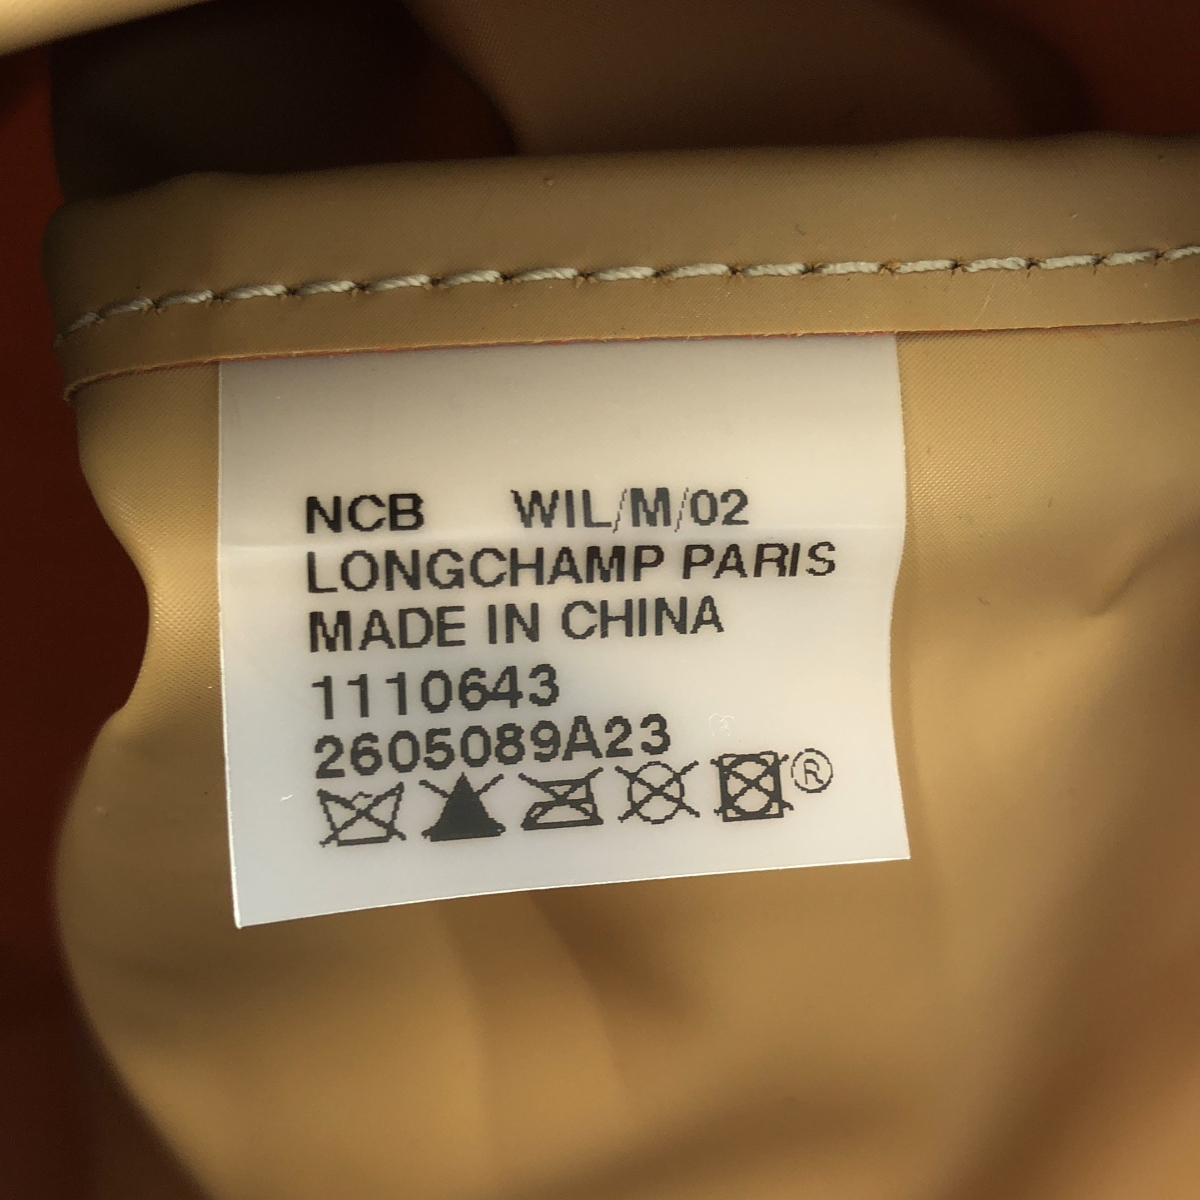 NCB WIL/M/02
LONGCHAMP PARIS
MADE IN CHINA
1110643
2605089A23
®